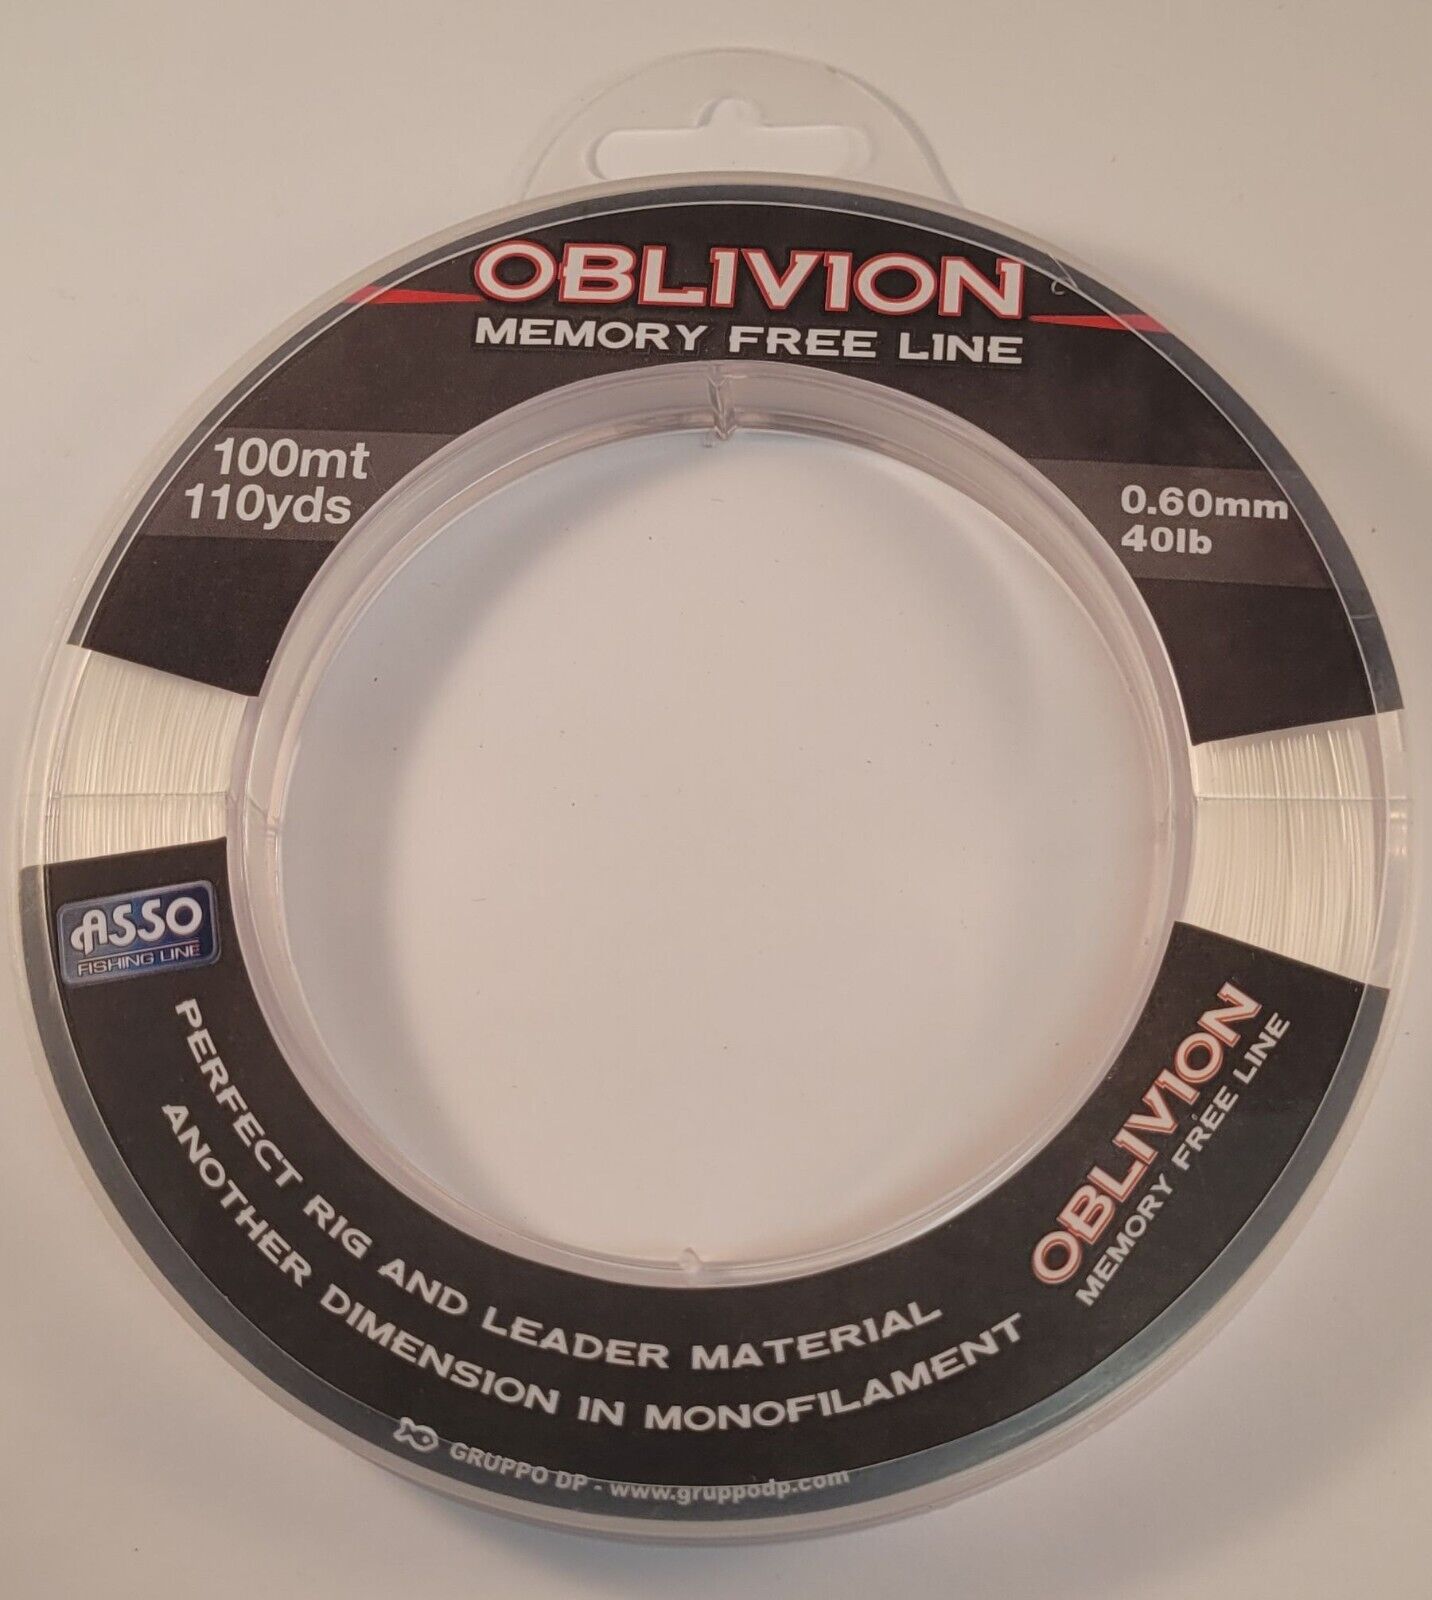 OBLIVION
MEMORY FREE LINE
100mt
110yds
0.60mm
40lb
ASSO
FISHING LINE
PERFECT RIG AND LEADER MATERIAL
ANOTHER DIMENSION IN MONOFILAMENT
OBLIVION
MEMORY FREE LINE
GRUPPO DP - www.gruppodp.com